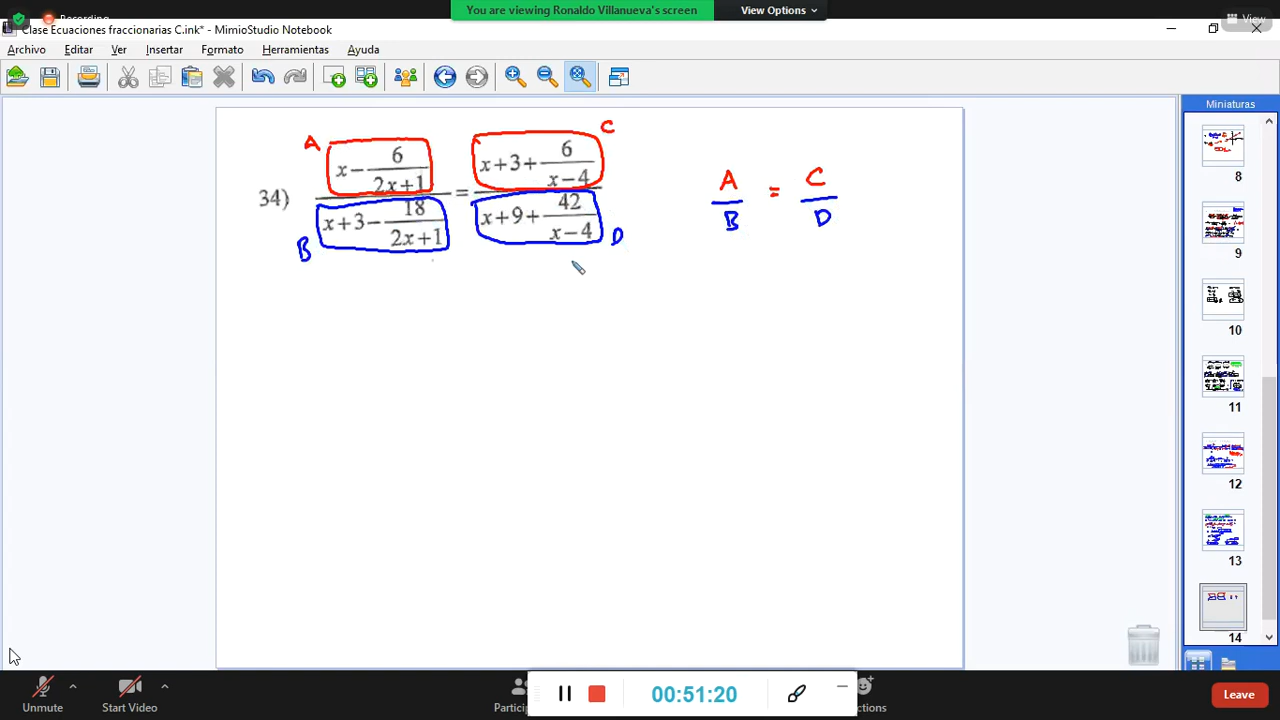 Recording
You are viewing Ronaldo Villanueva's screen
View Options
View
Clase Ecuaciones fraccionarias C.ink* - MimioStudio Notebook
Archivo Editar Ver Insertar Formato Herramientas Ayuda
Miniaturas
A C
34) x - 6/(2x+1) = x+3+ 6/(x-4)
x+3- 18/(2x+1) x+9+ 42/(x-4)
B D
A = C
B D
8
9
10
11
12
13
14
Unmute
Start Video
00:51:20
Leave